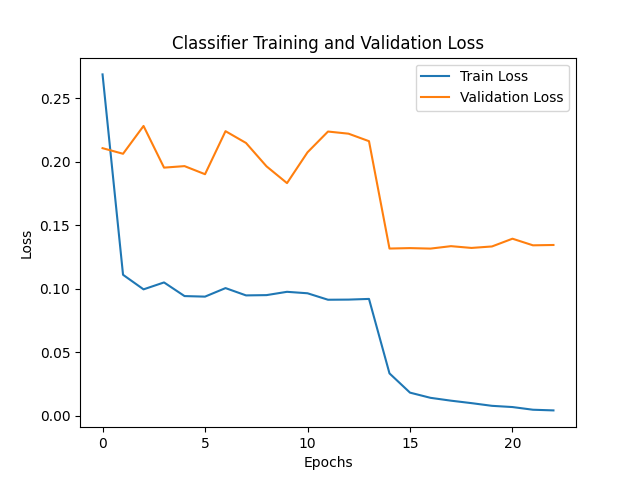 Classifier Training and Validation Loss
Train Loss
Validation Loss
0.25
0.20
0.15
0.10
0.05
0.00
Loss
0
5
10
15
20
Epochs